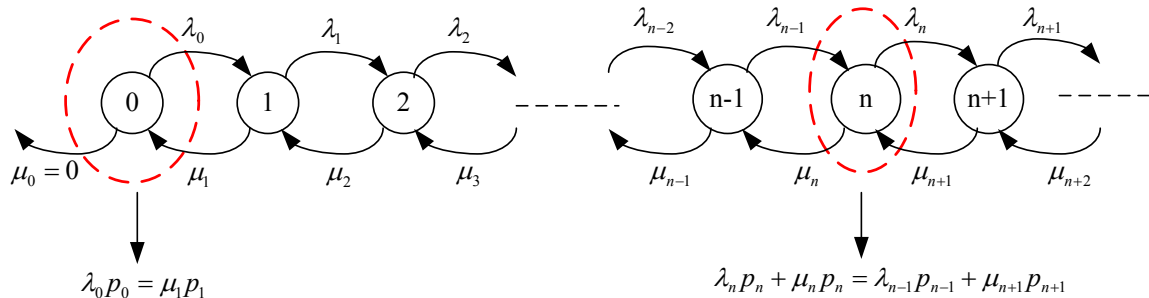 λ₀ λ₁ λ₂ λₙ₋₂ λₙ₋₁ λₙ λₙ₊₁
0 1 2 n-1 n n+1
μ₀ = 0 μ₁ μ₂ μ₃ μₙ₋₁ μₙ μₙ₊₁ μₙ₊₂
λ₀p₀ = μ₁p₁
λₙpₙ + μₙpₙ = λₙ₋₁pₙ₋₁ + μₙ₊₁pₙ₊₁